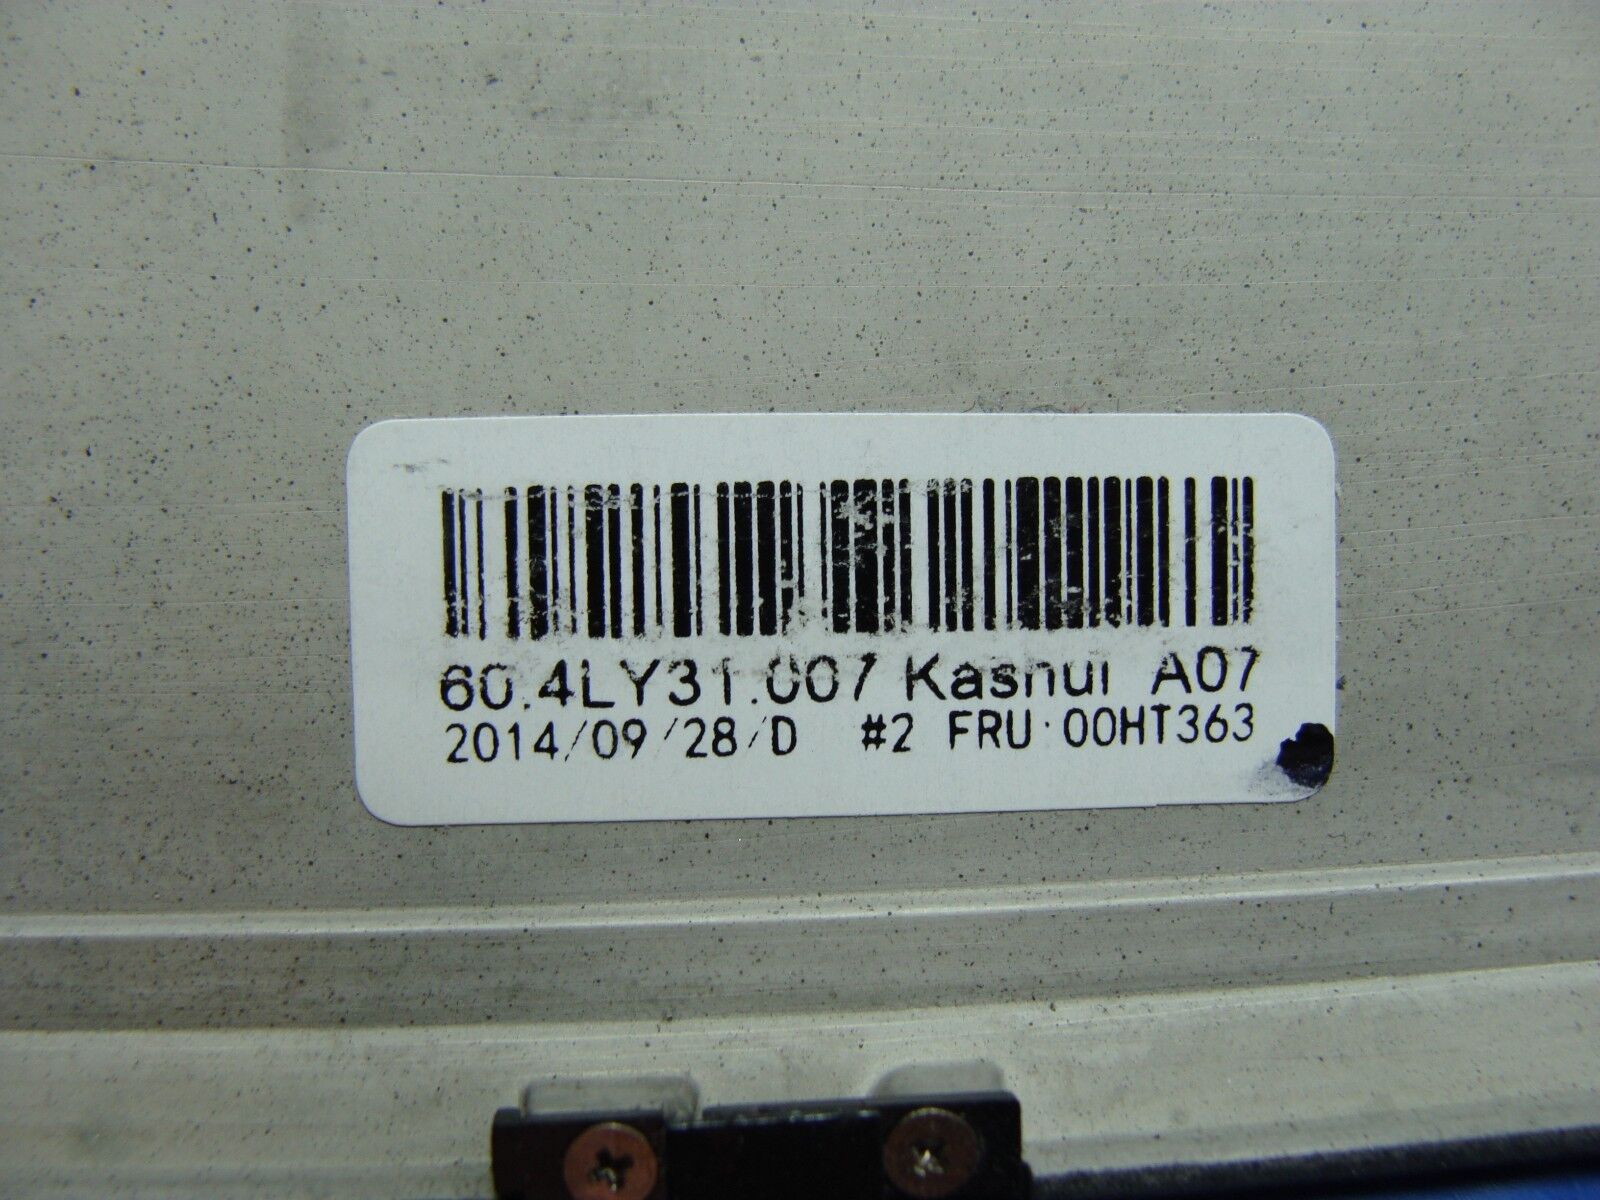 60.4LY31.007 Kashui A07
2014/09/28/D #2 FRU:00HT363